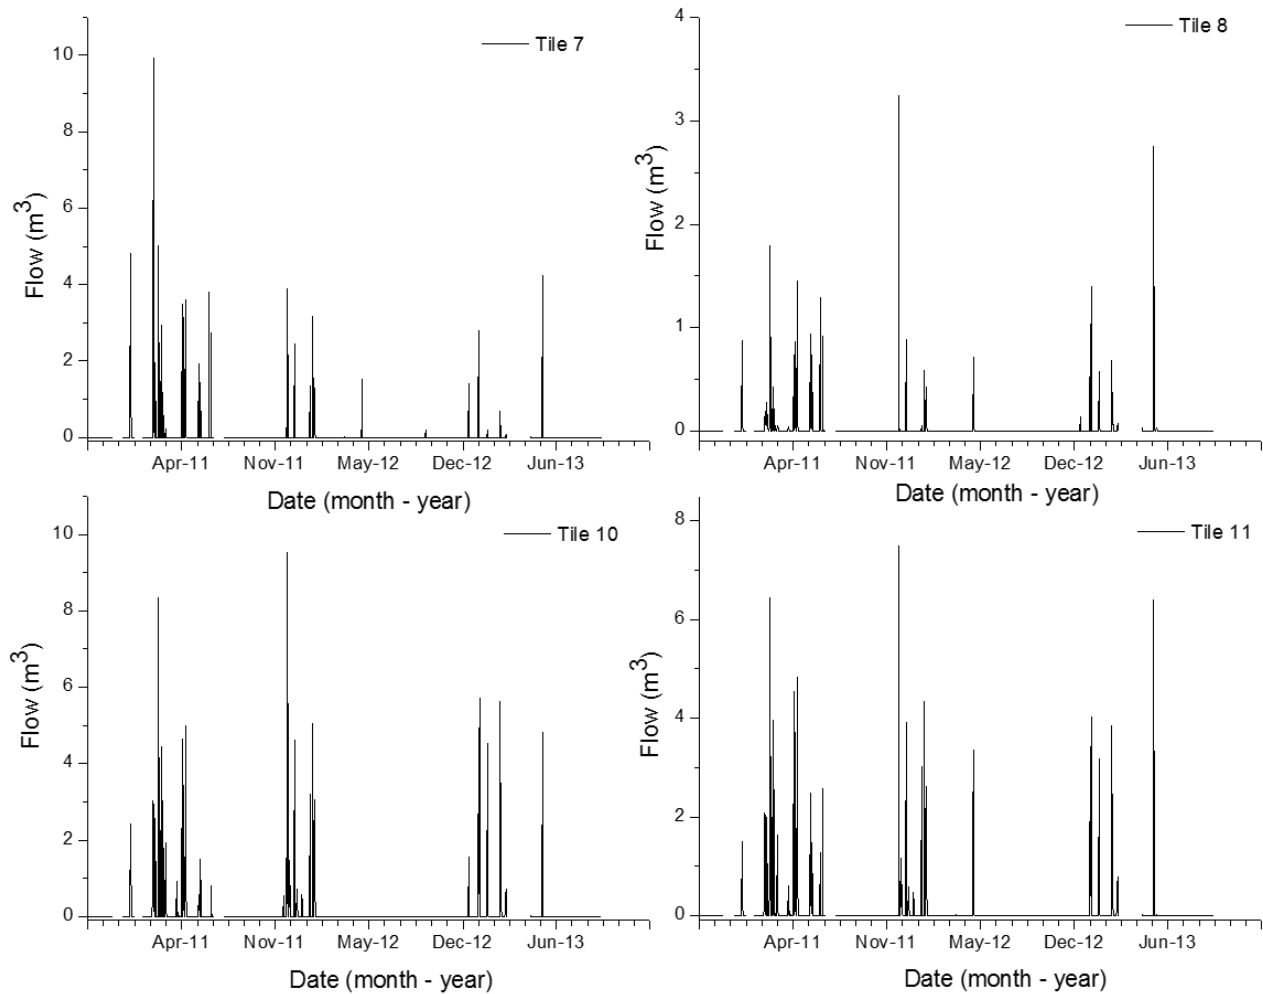 Tile 7
10
8
6
4
2
0
Flow (m³)
Apr-11 Nov-11 May-12 Dec-12 Jun-13
Date (month - year)
Tile 8
4
3
2
1
0
Flow (m³)
Apr-11 Nov-11 May-12 Dec-12 Jun-13
Date (month - year)
Tile 10
10
8
6
4
2
0
Flow (m³)
Apr-11 Nov-11 May-12 Dec-12 Jun-13
Date (month - year)
Tile 11
8
6
4
2
0
Flow (m³)
Apr-11 Nov-11 May-12 Dec-12 Jun-13
Date (month - year)